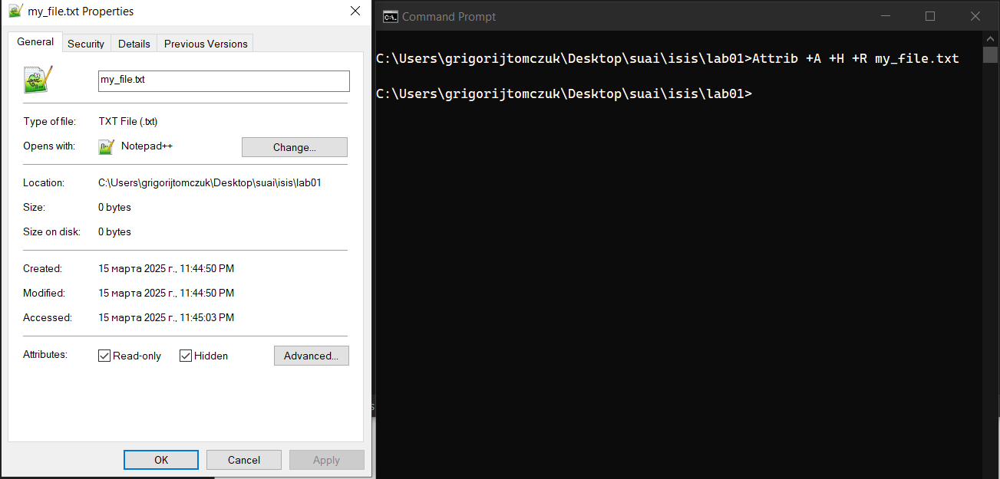 my_file.txt Properties
General Security Details Previous Versions
my_file.txt
Type of file: TXT File (.txt)
Opens with: Notepad++ Change...
Location: C:\Users\grigorijtomczuk\Desktop\suai\isis\lab01
Size: 0 bytes
Size on disk: 0 bytes
Created: 15 марта 2025 г., 11:44:50 PM
Modified: 15 марта 2025 г., 11:44:50 PM
Accessed: 15 марта 2025 г., 11:45:03 PM
Attributes: Read-only Hidden Advanced...
OK Cancel Apply
Command Prompt
C:\Users\grigorijtomczuk\Desktop\suai\isis\lab01>Attrib +A +H +R my_file.txt
C:\Users\grigorijtomczuk\Desktop\suai\isis\lab01>